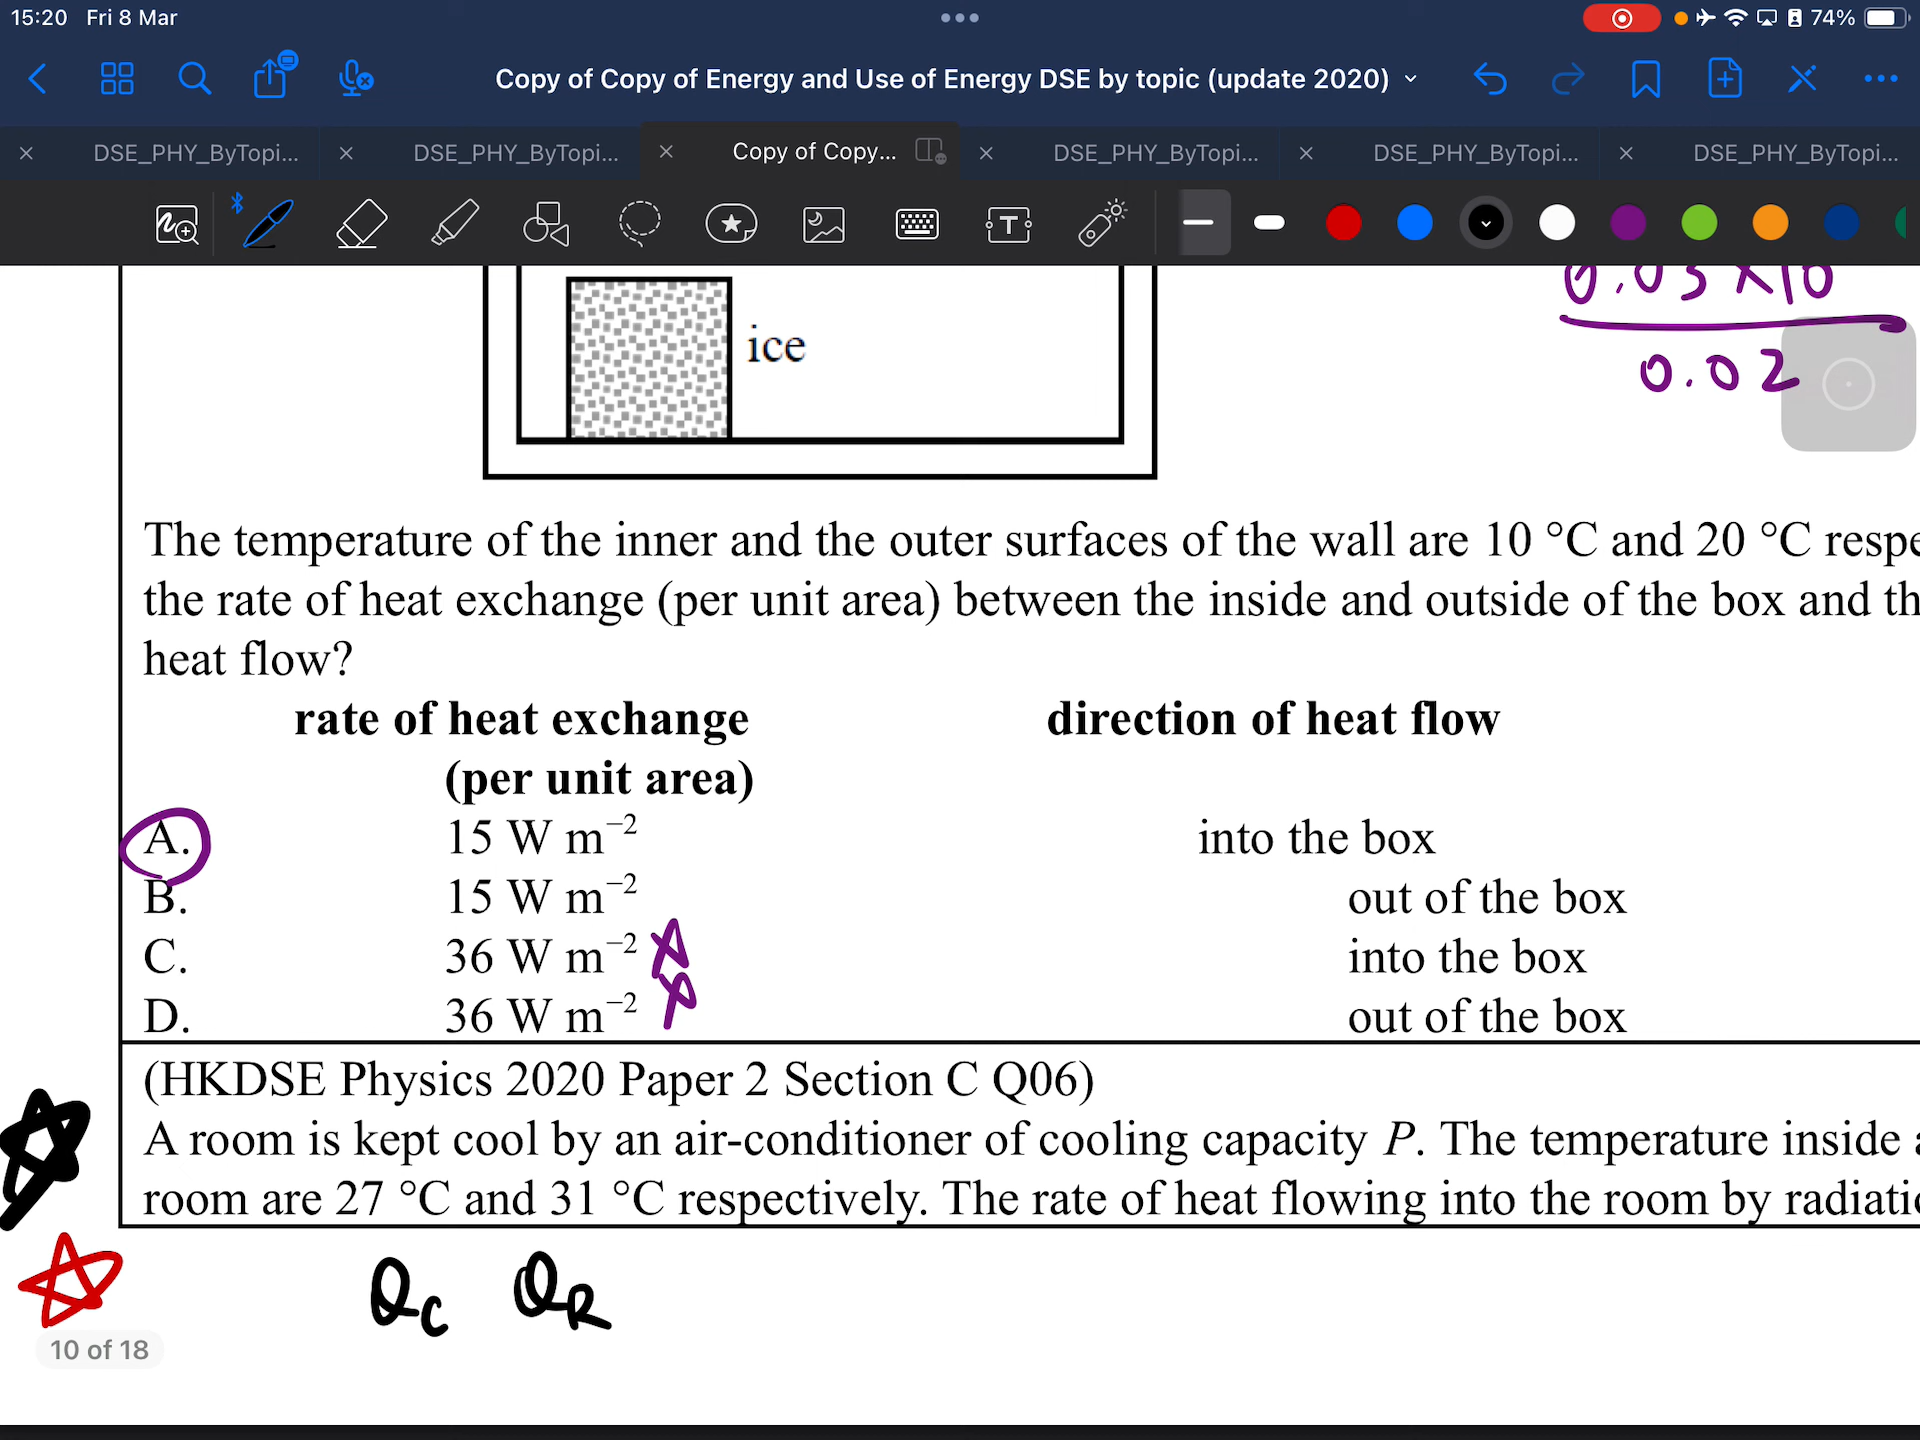 15:20 Fri 8 Mar
74%
Copy of Copy of Energy and Use of Energy DSE by topic (update 2020)
DSE_PHY_ByTopi... DSE_PHY_ByTopi... Copy of Copy... DSE_PHY_ByTopi... DSE_PHY_ByTopi... DSE_PHY_ByTopi...
T
0.03 x10
0.02
ice
The temperature of the inner and the outer surfaces of the wall are 10 °C and 20 °C respe
the rate of heat exchange (per unit area) between the inside and outside of the box and th
heat flow?
rate of heat exchange direction of heat flow
(per unit area)
A. 15 W m⁻² into the box
B. 15 W m⁻² out of the box
C. 36 W m⁻² into the box
D. 36 W m⁻² out of the box
(HKDSE Physics 2020 Paper 2 Section C Q06)
A room is kept cool by an air-conditioner of cooling capacity P. The temperature inside a
room are 27 °C and 31 °C respectively. The rate of heat flowing into the room by radiatio
Qc QR
10 of 18